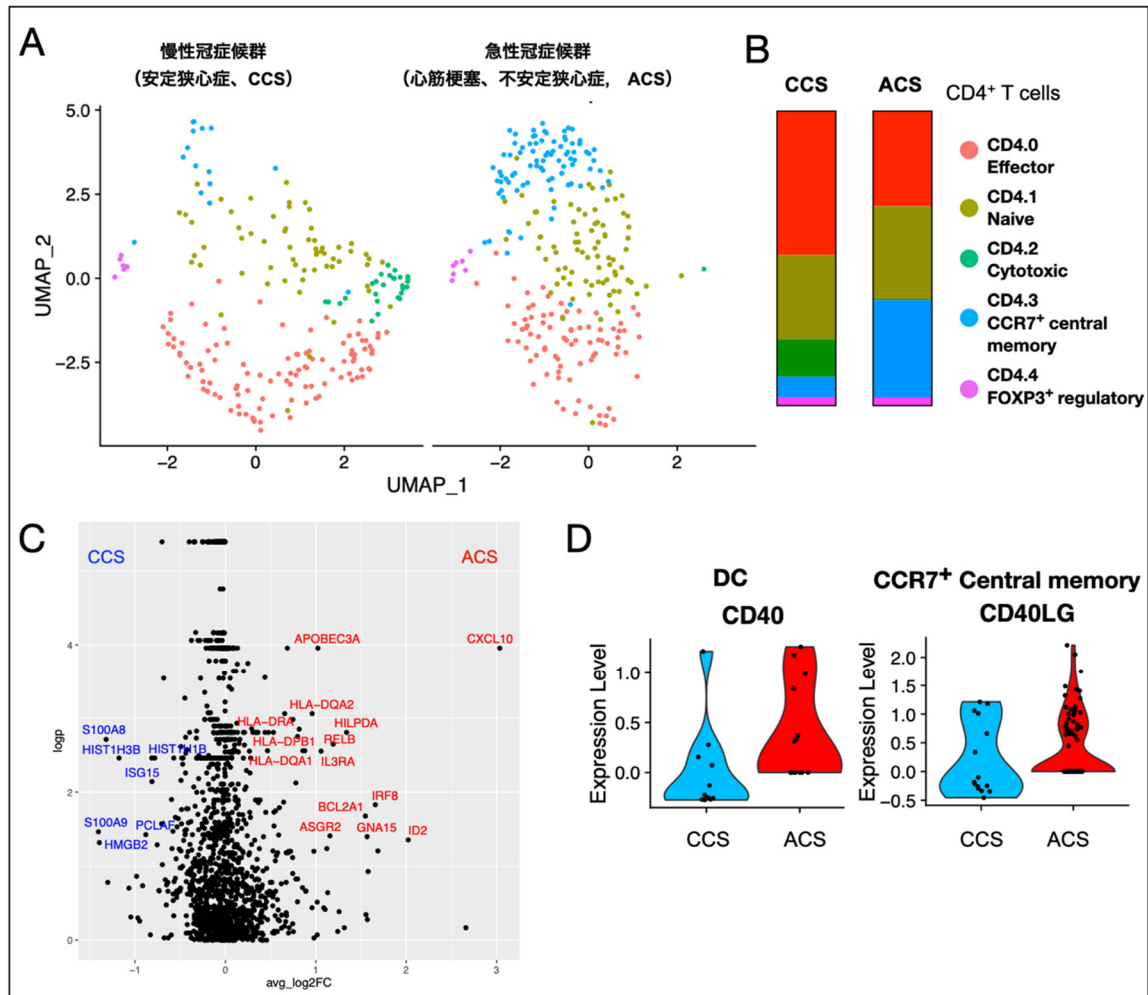 A
慢性冠症候群
（安定狭心症、CCS）
急性冠症候群
（心筋梗塞、不安定狭心症， ACS）
UMAP_2
5.0
2.5
0.0
−2.5
−2
0
2
−2
0
2
UMAP_1
B
CCS
ACS
CD4⁺ T cells
CD4.0
Effector
CD4.1
Naive
CD4.2
Cytotoxic
CD4.3
CCR7⁺ central
memory
CD4.4
FOXP3⁺ regulatory
C
CCS
ACS
APOBEC3A
CXCL10
HLA−DQA2
HLA−DRA
HILPDA
S100A8
RELB
HIST1H3B
HIST1H1B
HLA−DPB1
HLA−DQA1
IL3RA
ISG15
IRF8
BCL2A1
S100A9
PCLAF
ASGR2
GNA15
ID2
HMGB2
logp
4
2
0
−1
0
1
2
3
avg_log2FC
D
DC
CD40
Expression Level
1.0
0.5
0.0
CCS
ACS
CCR7⁺ Central memory
CD40LG
Expression Level
2.0
1.5
1.0
0.5
0.0
−0.5
CCS
ACS